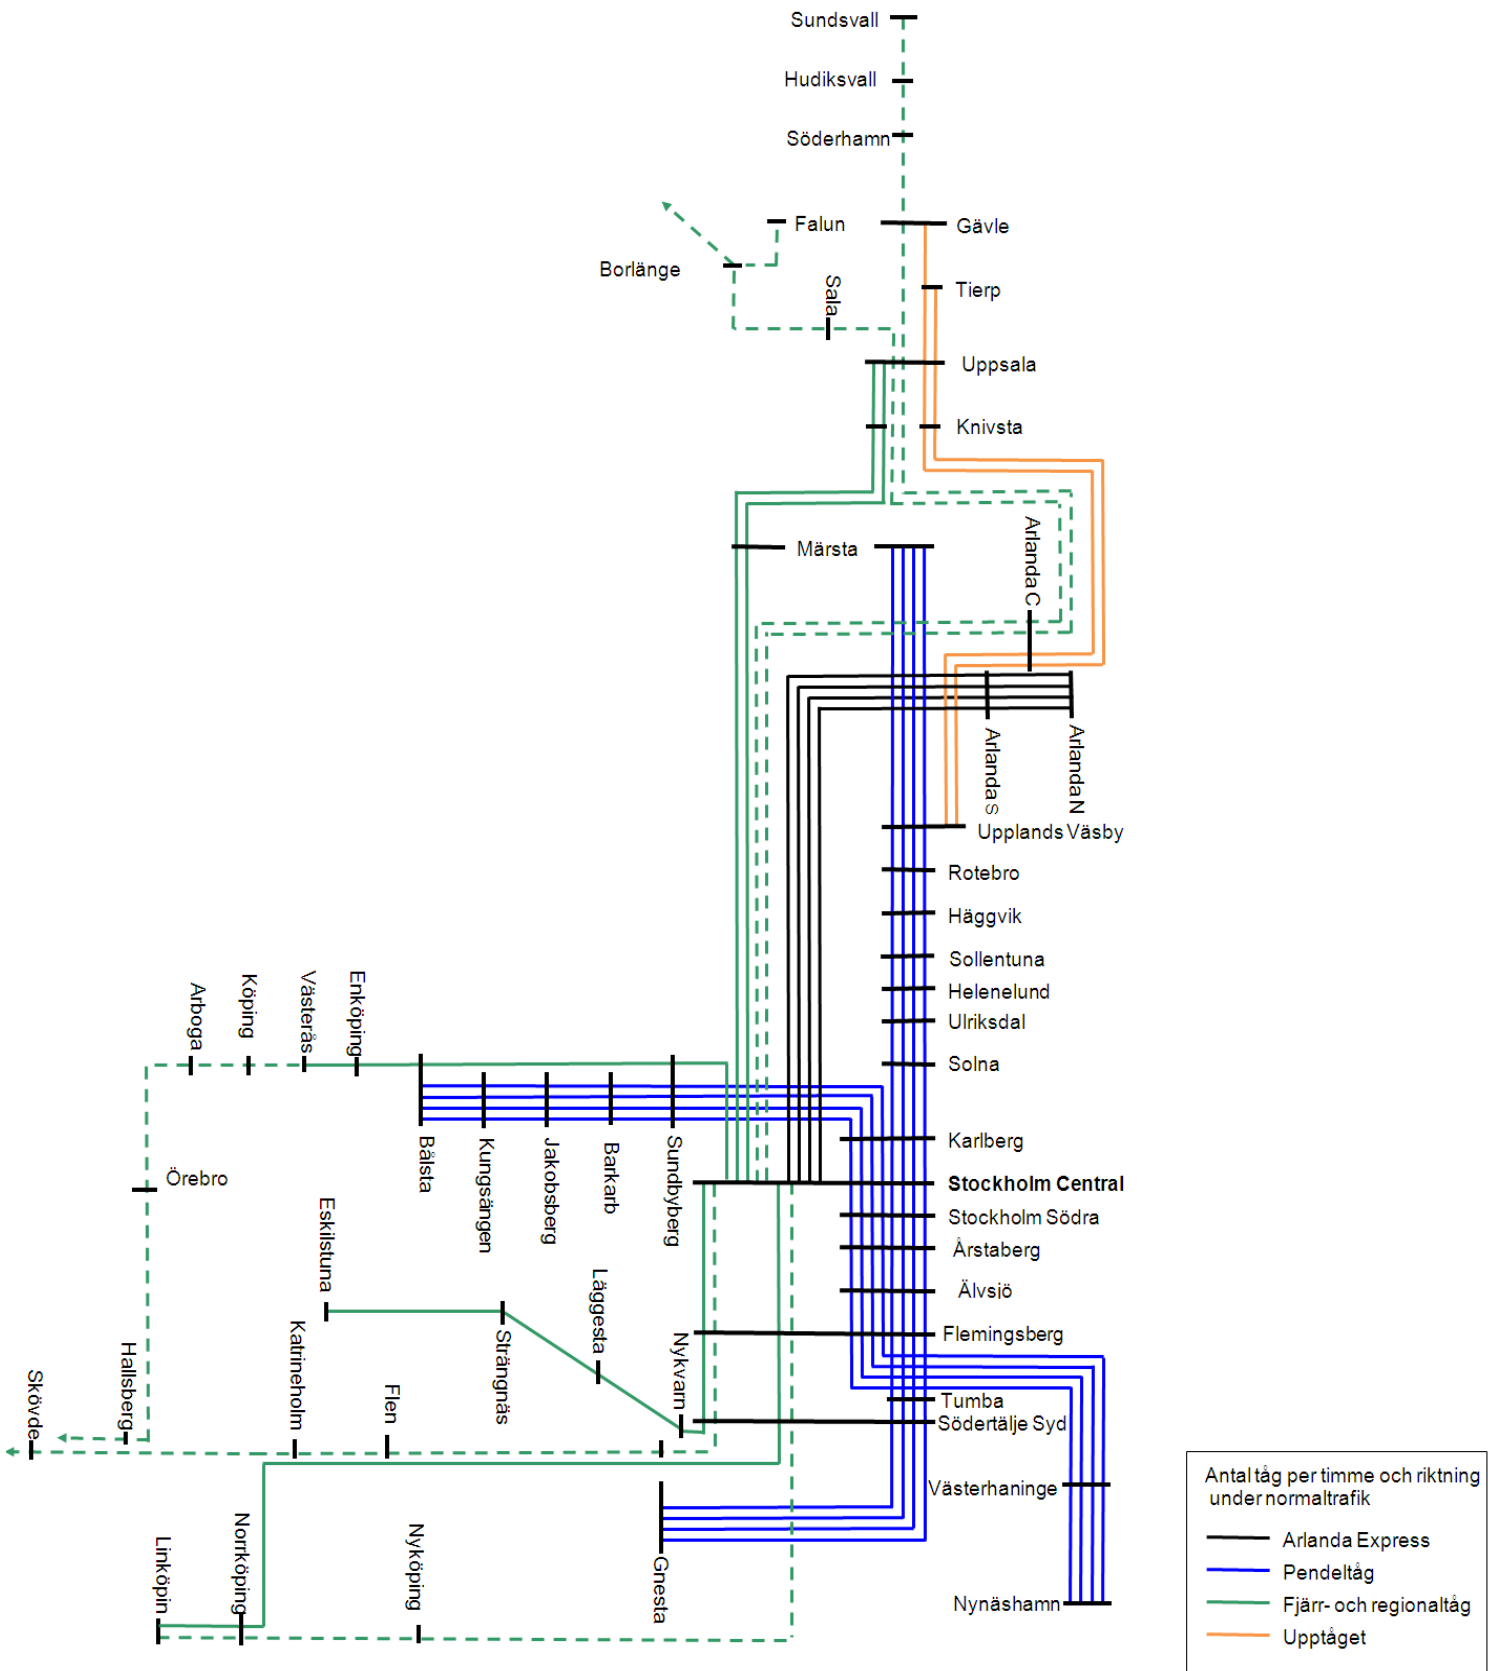 Sundsvall
Hudiksvall
Söderhamn
Falun
Gävle
Borlänge
Sala
Tierp
Uppsala
Knivsta
Arlanda C
Märsta
Arlanda S
Arlanda N
Upplands Väsby
Rotebro
Häggvik
Sollentuna
Helenelund
Ulriksdal
Solna
Arboga
Köping
Västerås
Enköping
Bålsta
Kungsängen
Jakobsberg
Barkarb
Sundbyberg
Karlberg
Stockholm Central
Stockholm Södra
Årstaberg
Älvsjö
Flemingsberg
Örebro
Eskilstuna
Läggesta
Strängnäs
Nykvarn
Katrineholm
Flen
Hallsberg
Skövde
Tumba
Södertälje Syd
Västerhaninge
Nynäshamn
Linköpin
Norrköping
Nyköping
Gnesta
Antal tåg per timme och riktning
under normaltrafik
Arlanda Express
Pendeltåg
Fjärr- och regionaltåg
Upptåget